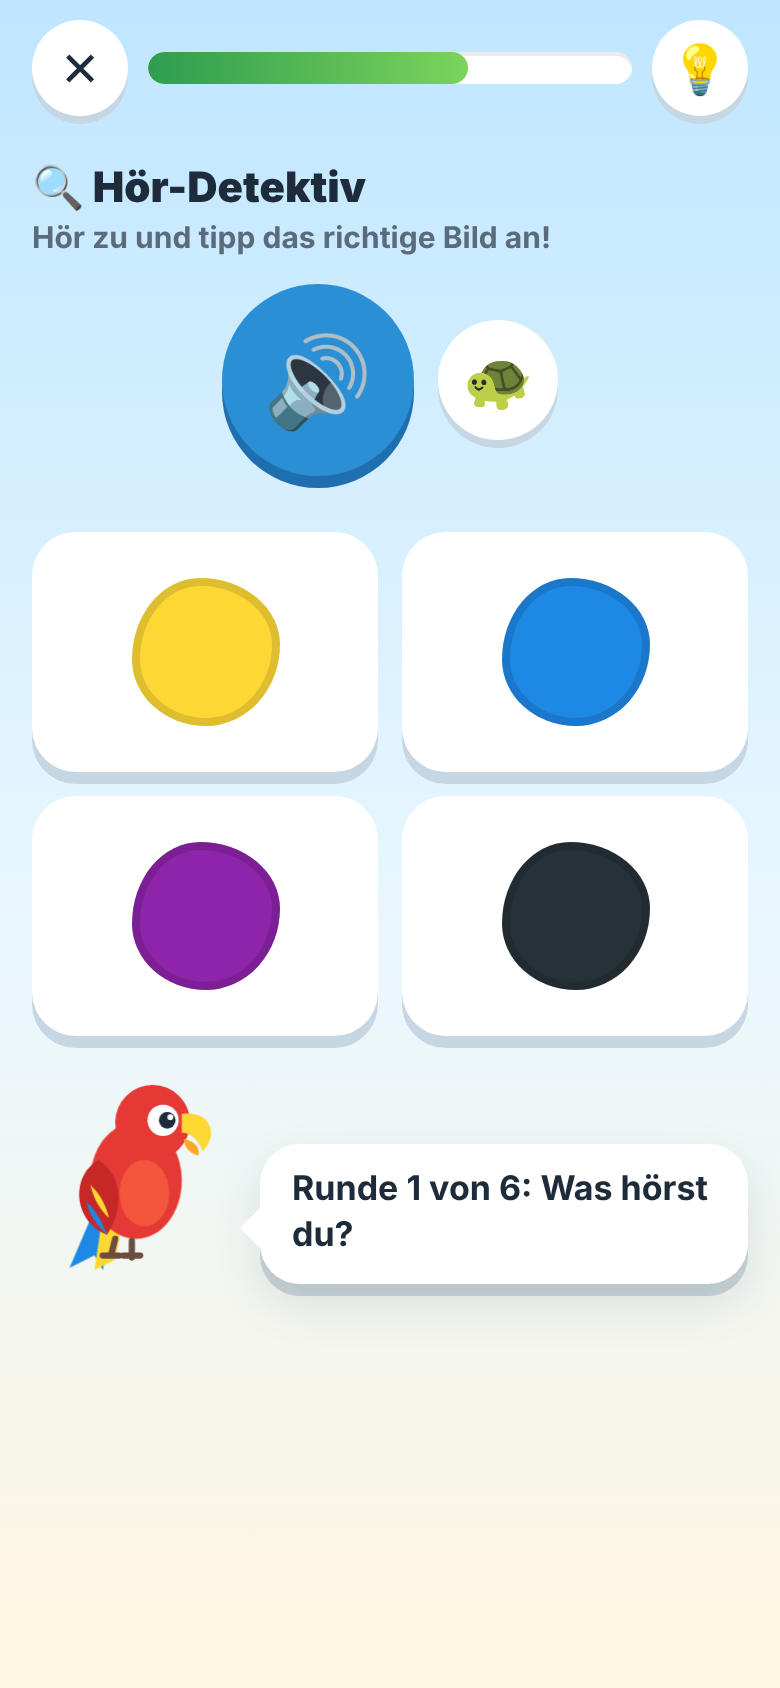 Hör-Detektiv
Hör zu und tipp das richtige Bild an!
Runde 1 von 6: Was hörst
du?